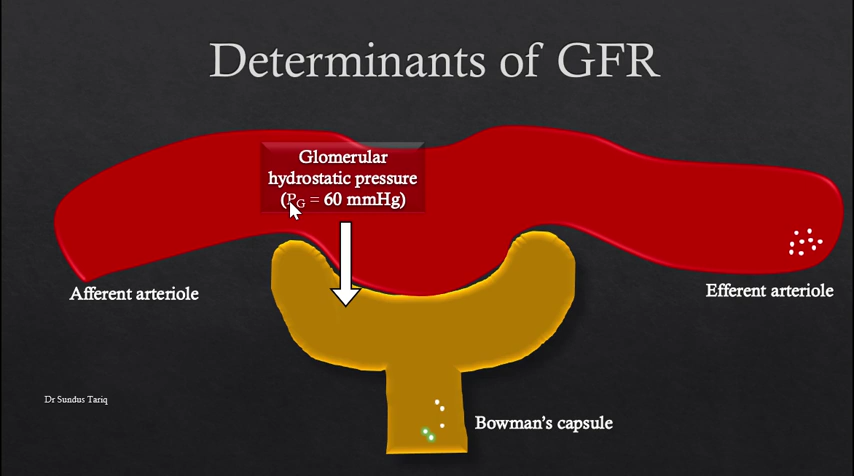 Determinants of GFR
Glomerular
hydrostatic pressure
(PG = 60 mmHg)
Afferent arteriole
Efferent arteriole
Dr Sundus Tariq
Bowman's capsule